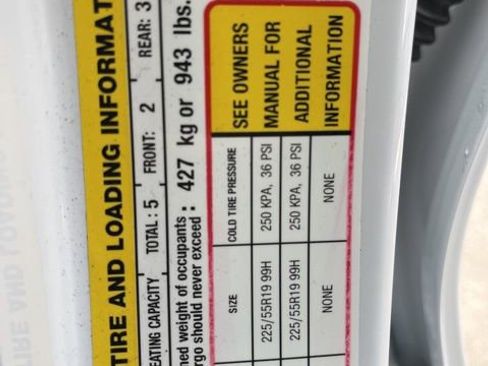 TIRE AND LOADING INFORMAT
EATING CAPACITY TOTAL: 5 FRONT: 2 REAR: 3
ned weight of occupants
rgo should never exceed : 427 kg or 943 lbs.
SIZE COLD TIRE PRESSURE SEE OWNERS
225/55R19 99H 250 KPA, 36 PSI MANUAL FOR
225/55R19 99H 250 KPA, 36 PSI ADDITIONAL
NONE NONE INFORMATION